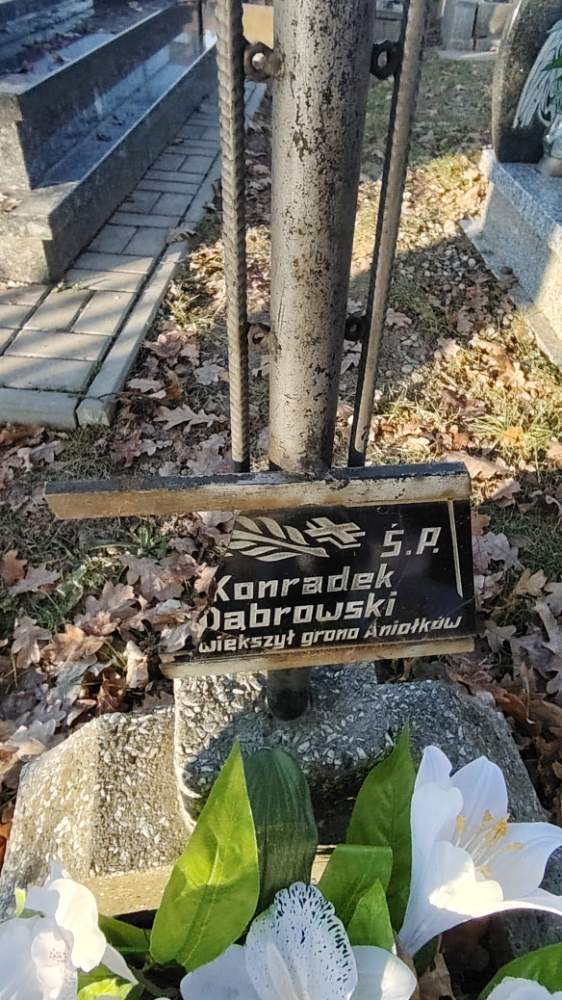 Ś.P.
Konradek
Dąbrowski
większył grono Aniołków